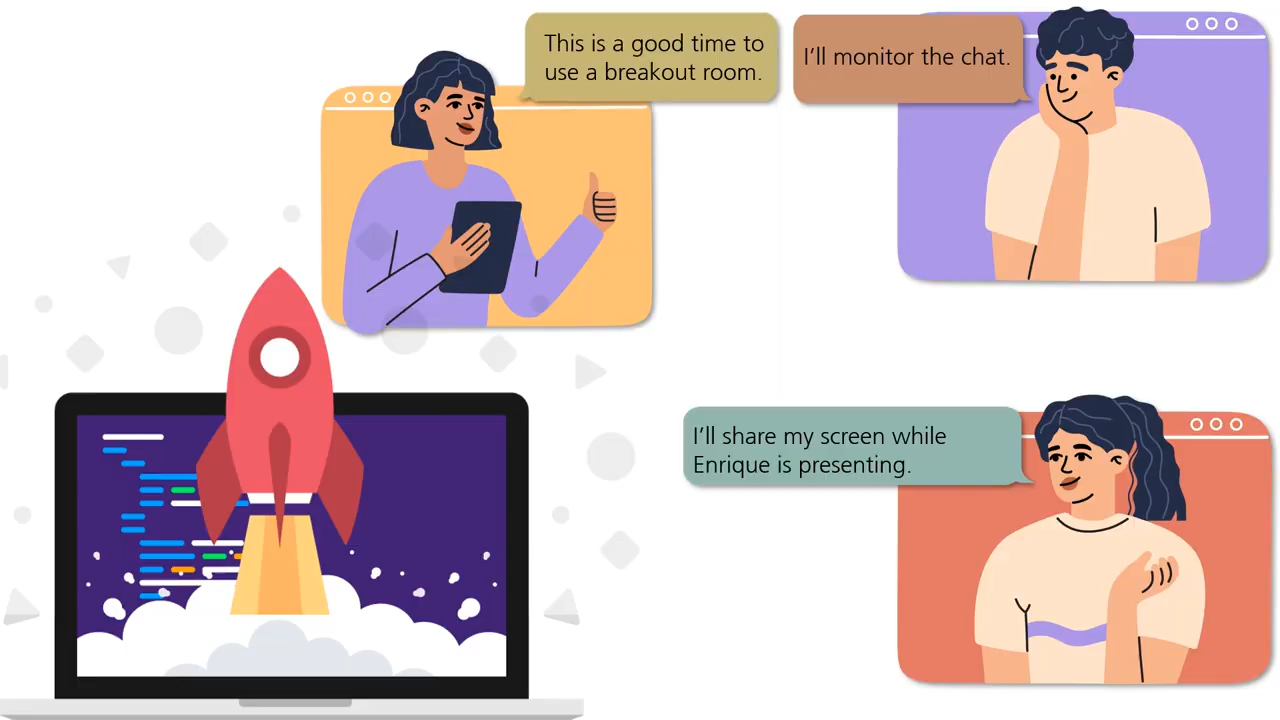 This is a good time to
use a breakout room.
I’ll monitor the chat.
I’ll share my screen while
Enrique is presenting.